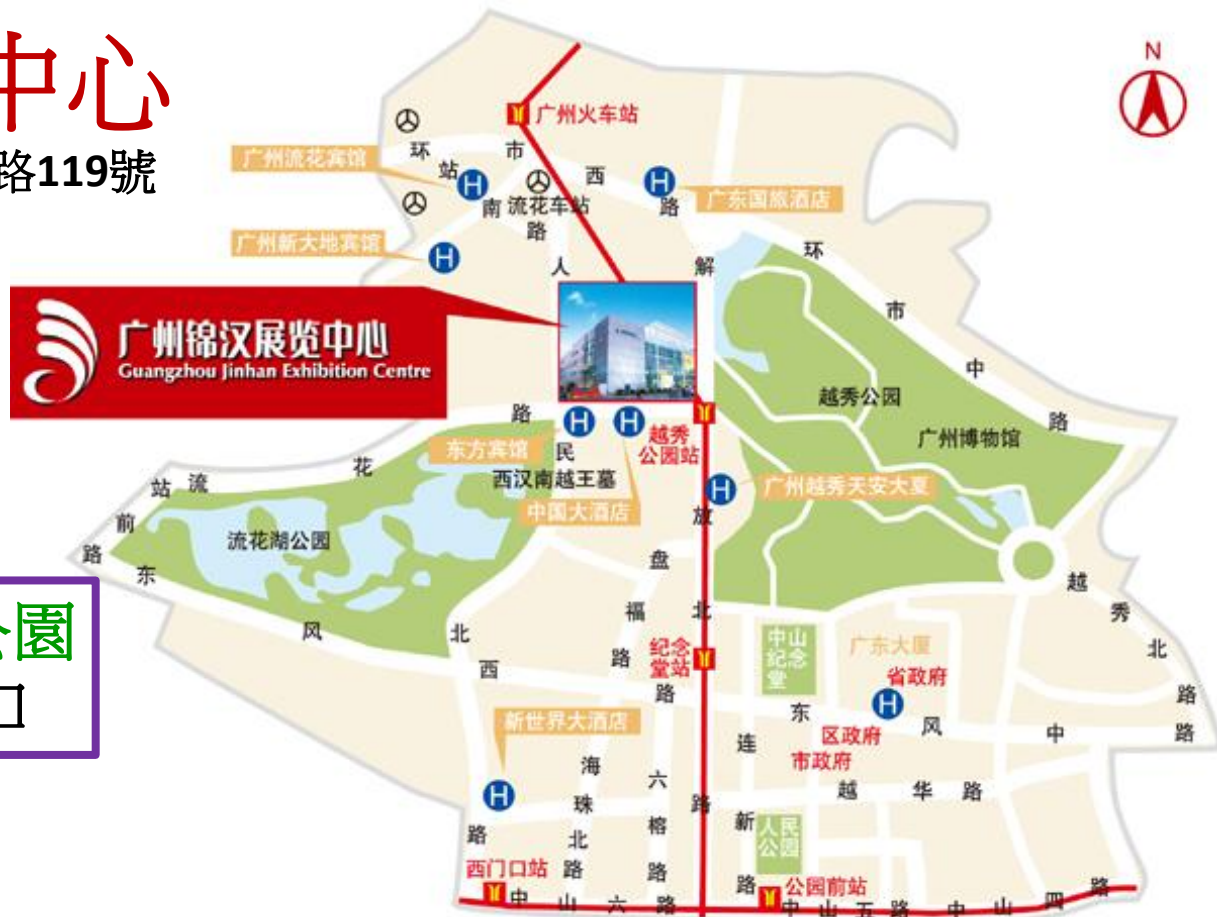 中心
路119號
N
广州火车站
环市西路
站南路
广州流花宾馆
流花车站
广东国旅酒店
广州新大地宾馆
人民
解放北路
环市中路
广州锦汉展览中心
Guangzhou Jinhan Exhibition Centre
越秀公园
广州博物馆
流花路
东方宾馆
越秀
公园站
西汉南越王墓
中国大酒店
广州越秀天安大夏
站前路
流花湖公园
东风西路
北
盘福路
越秀北路
公園
口
纪念
堂站
中山
纪念
堂
广东大厦
省政府
东风中路
区政府
市政府
新世界大酒店
海珠北路
六榕路
连新路
越华路
人民
公园
路
西门口站
公园前站
中山六路
中山五路
中山四路
H
H
H
H
H
H
H
H